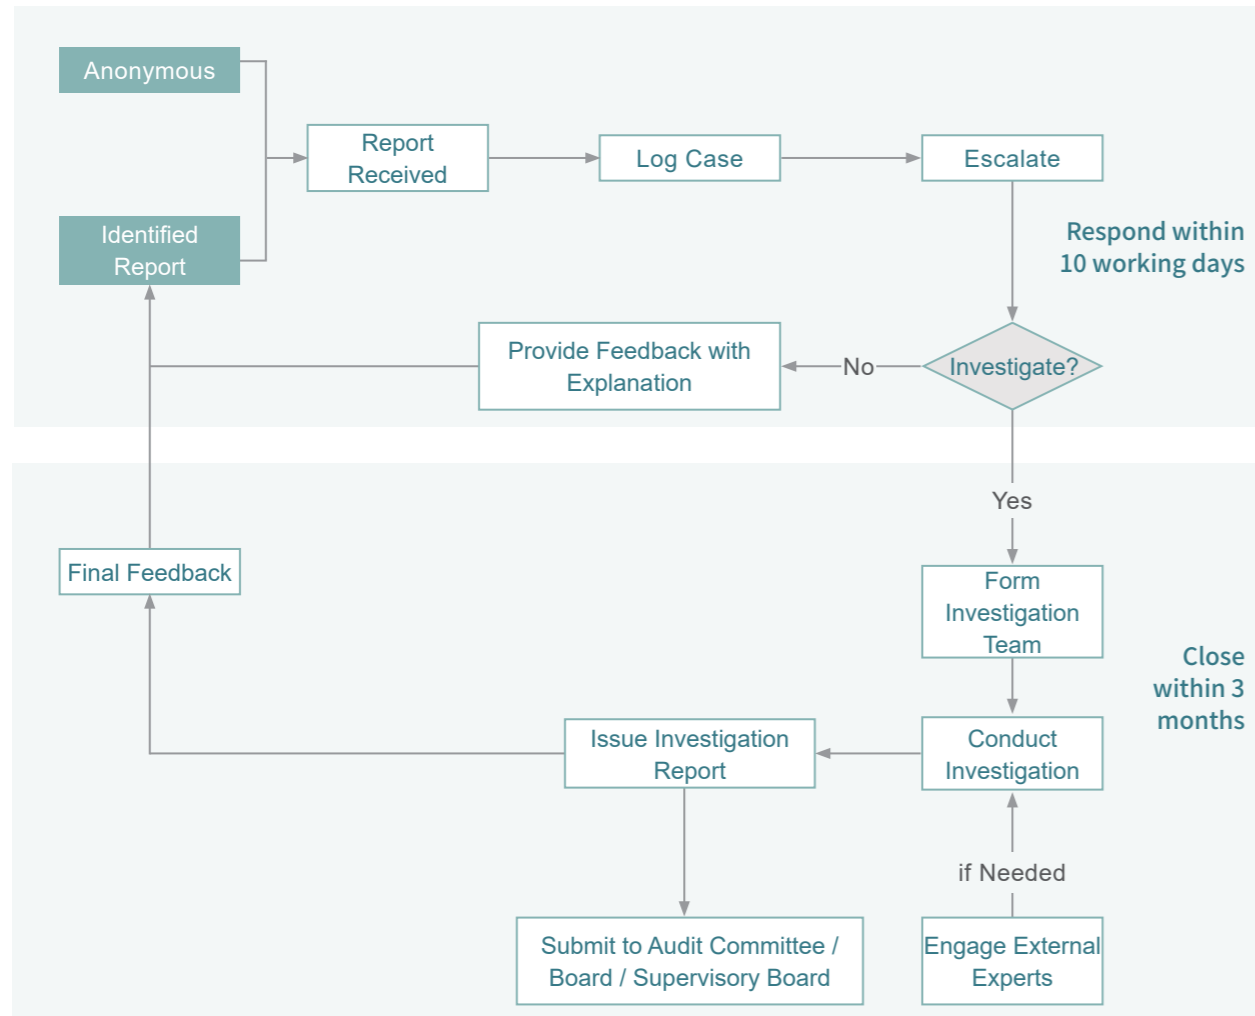 Anonymous
Report
Received
Log Case
Escalate
Identified
Report
Respond within
10 working days
Provide Feedback with
Explanation
No
Investigate?
Yes
Final Feedback
Form
Investigation
Team
Close
within 3
months
Issue Investigation
Report
Conduct
Investigation
if Needed
Submit to Audit Committee /
Board / Supervisory Board
Engage External
Experts